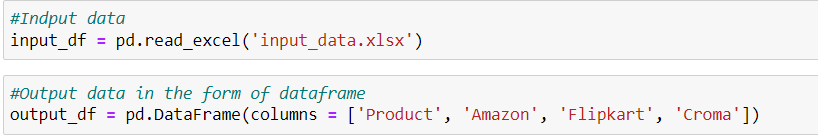 #Indput data
input_df = pd.read_excel('input_data.xlsx')
#Output data in the form of dataframe
output_df = pd.DataFrame(columns = ['Product', 'Amazon', 'Flipkart', 'Croma'])